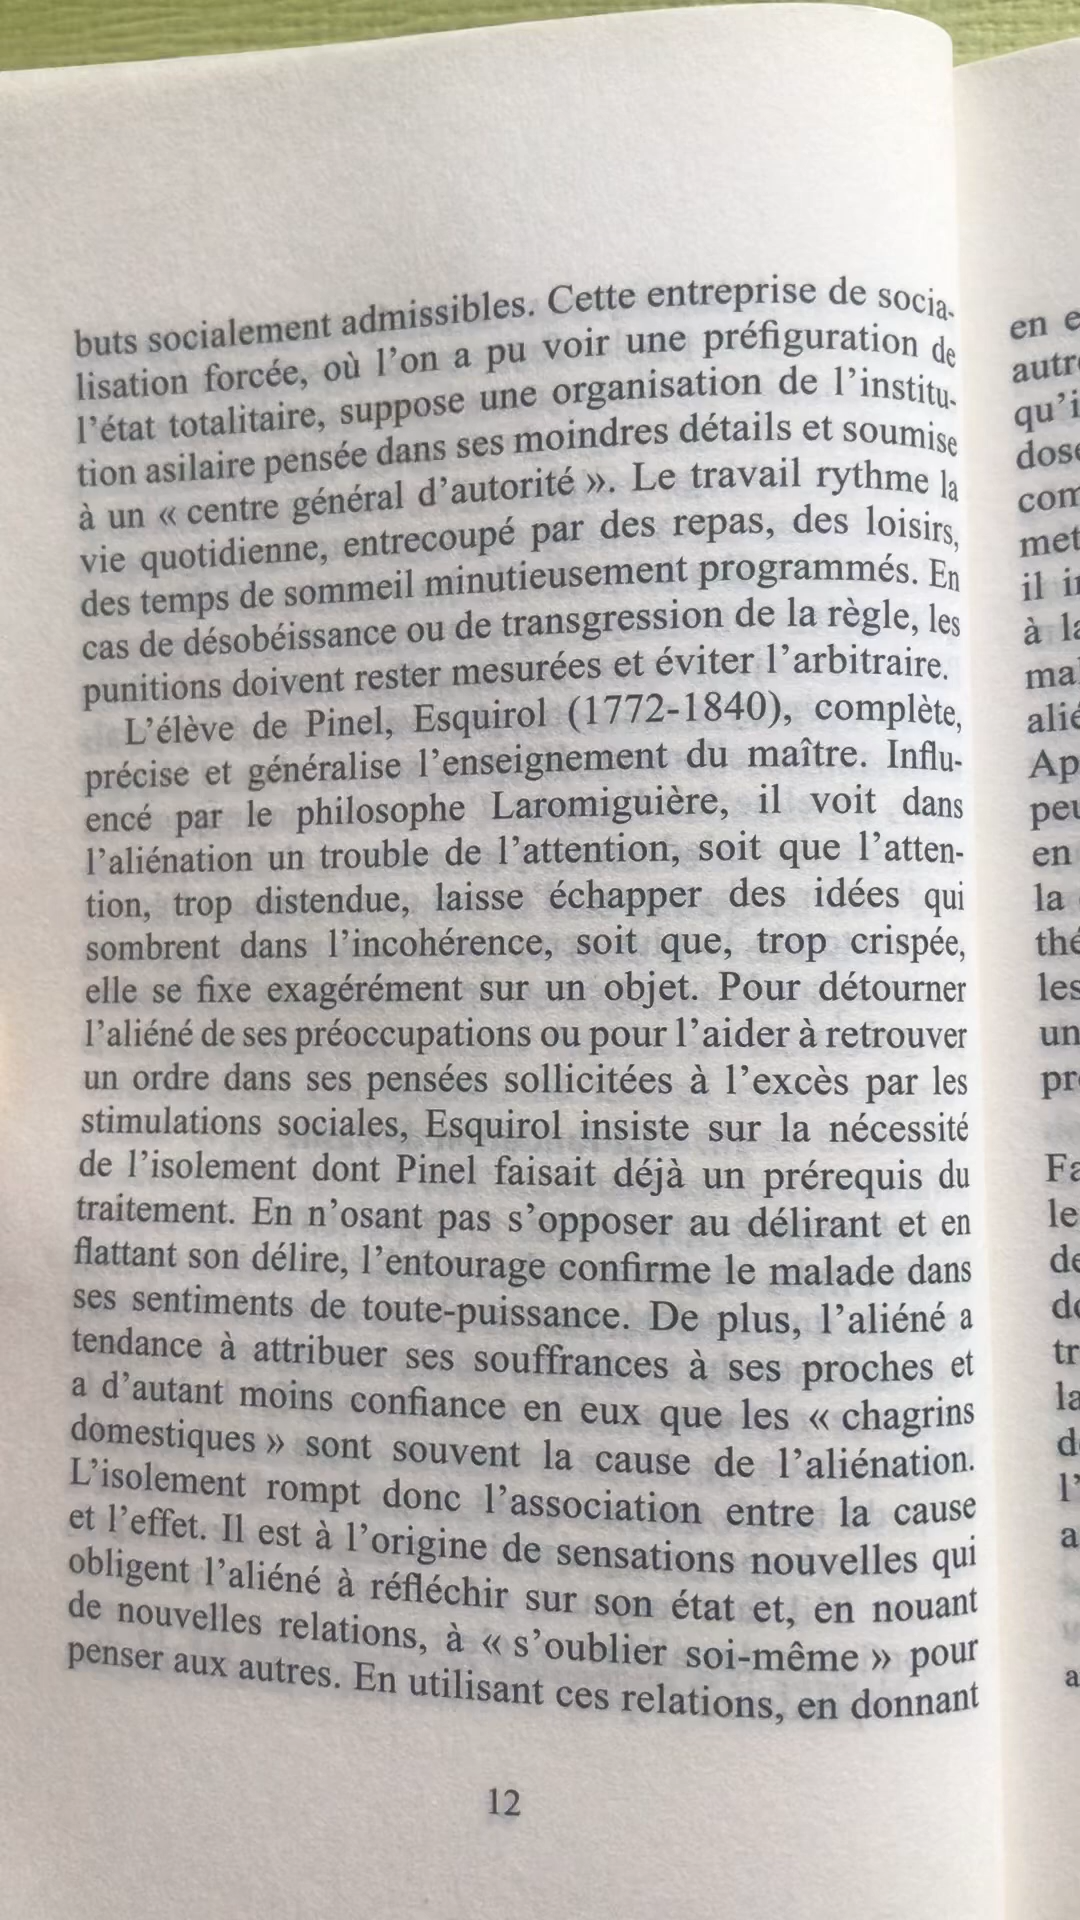 buts socialement admissibles. Cette entreprise de socia-
lisation forcée, où l'on a pu voir une préfiguration de
l'état totalitaire, suppose une organisation de l'institu-
tion asilaire pensée dans ses moindres détails et soumise
à un « centre général d'autorité ». Le travail rythme la
vie quotidienne, entrecoupé par des repas, des loisirs,
des temps de sommeil minutieusement programmés. En
cas de désobéissance ou de transgression de la règle, les
punitions doivent rester mesurées et éviter l'arbitraire.
L'élève de Pinel, Esquirol (1772-1840), complète,
précise et généralise l'enseignement du maître. Influ-
encé par le philosophe Laromiguière, il voit dans
l'aliénation un trouble de l'attention, soit que l'atten-
tion, trop distendue, laisse échapper des idées qui
sombrent dans l'incohérence, soit que, trop crispée,
elle se fixe exagérément sur un objet. Pour détourner
l'aliéné de ses préoccupations ou pour l'aider à retrouver
un ordre dans ses pensées sollicitées à l'excès par les
stimulations sociales, Esquirol insiste sur la nécessité
de l'isolement dont Pinel faisait déjà un prérequis du
traitement. En n'osant pas s'opposer au délirant et en
flattant son délire, l'entourage confirme le malade dans
ses sentiments de toute-puissance. De plus, l'aliéné a
tendance à attribuer ses souffrances à ses proches et
a d'autant moins confiance en eux que les « chagrins
domestiques » sont souvent la cause de l'aliénation.
L'isolement rompt donc l'association entre la cause
et l'effet. Il est à l'origine de sensations nouvelles qui
obligent l'aliéné à réfléchir sur son état et, en nouant
de nouvelles relations, à « s'oublier soi-même » pour
penser aux autres. En utilisant ces relations, en donnant
12
en
il
à
en
la
les